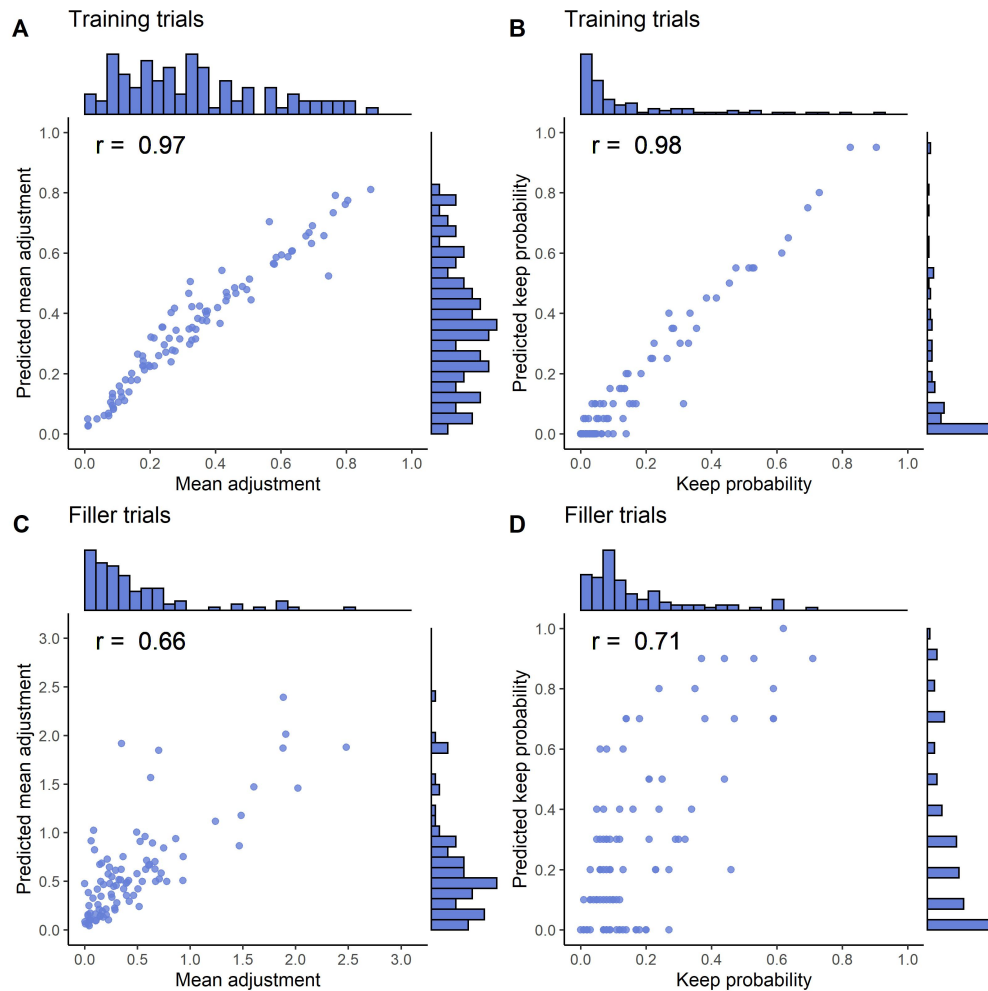 A
Training trials
r = 0.97
1.0
0.8
0.6
0.4
0.2
0.0
Predicted mean adjustment
0.0 0.2 0.4 0.6 0.8 1.0
Mean adjustment
B
Training trials
r = 0.98
1.0
0.8
0.6
0.4
0.2
0.0
Predicted keep probability
0.0 0.2 0.4 0.6 0.8 1.0
Keep probability
C
Filler trials
r = 0.66
3.0
2.5
2.0
1.5
1.0
0.5
0.0
Predicted mean adjustment
0.0 0.5 1.0 1.5 2.0 2.5 3.0
Mean adjustment
D
Filler trials
r = 0.71
1.0
0.8
0.6
0.4
0.2
0.0
Predicted keep probability
0.0 0.2 0.4 0.6 0.8 1.0
Keep probability